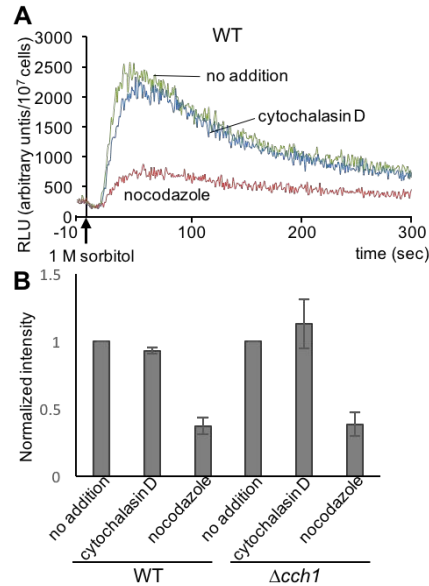 A
WT
RLU (arbitrary units/10⁷ cells)
3000
2500
2000
1500
1000
500
0
no addition
cytochalasin D
nocodazole
-10
100
200
300
1 M sorbitol
time (sec)
B
Normalized intensity
1.5
1
0.5
0
no addition
cytochalasin D
nocodazole
no addition
cytochalasin D
nocodazole
WT
Δcch1